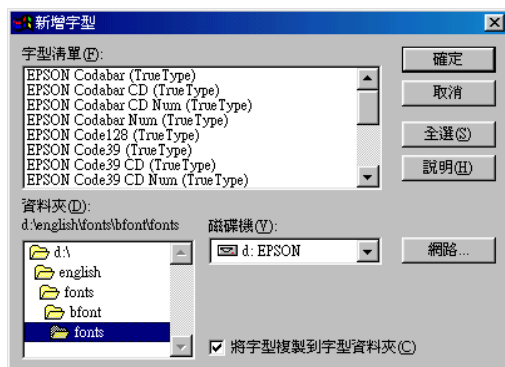 新增字型
字型清單(F):
EPSON Codabar (TrueType)
EPSON Codabar CD (TrueType)
EPSON Codabar CD Num (TrueType)
EPSON Codabar Num (TrueType)
EPSON Code128 (TrueType)
EPSON Code39 (TrueType)
EPSON Code39 CD (TrueType)
EPSON Code39 CD Num (TrueType)
確定
取消
全選(S)
說明(H)
資料夾(D):
d:\english\fonts\bfont\fonts
d:\
english
fonts
bfont
fonts
磁碟機(V):
d: EPSON
網路...
將字型複製到字型資料夾(C)